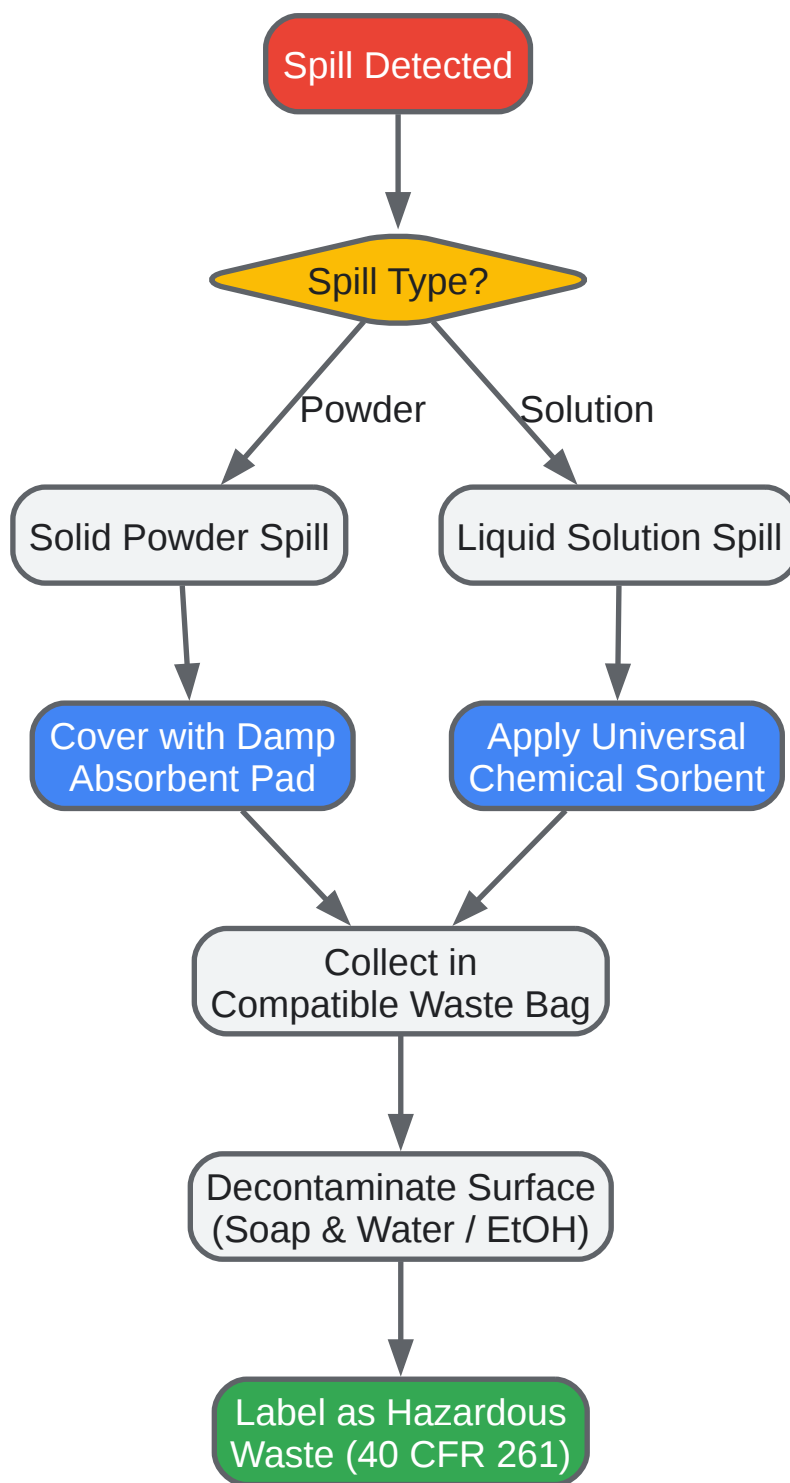 Spill Detected
Spill Type?
Powder
Solution
Solid Powder Spill
Liquid Solution Spill
Cover with Damp
Absorbent Pad
Apply Universal
Chemical Sorbent
Collect in
Compatible Waste Bag
Decontaminate Surface
(Soap & Water / EtOH)
Label as Hazardous
Waste (40 CFR 261)